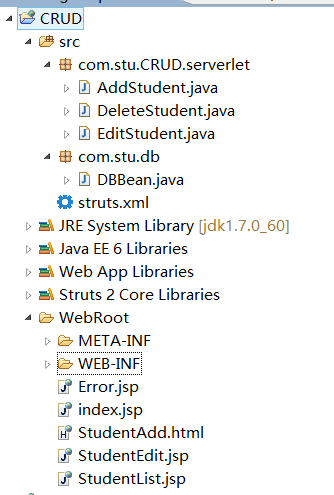 CRUD
src
com.stu.CRUD.serverlet
AddStudent.java
DeleteStudent.java
EditStudent.java
com.stu.db
DBBean.java
struts.xml
JRE System Library [jdk1.7.0_60]
Java EE 6 Libraries
Web App Libraries
Struts 2 Core Libraries
WebRoot
META-INF
WEB-INF
Error.jsp
index.jsp
StudentAdd.html
StudentEdit.jsp
StudentList.jsp